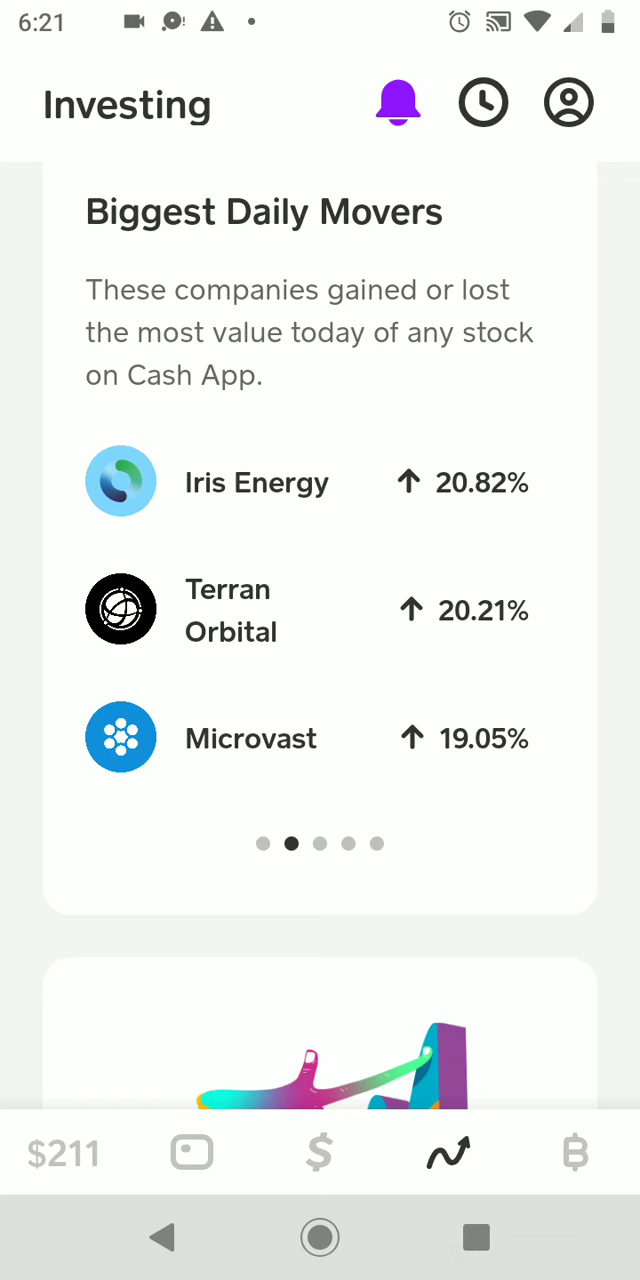 6:21
Investing
Biggest Daily Movers
These companies gained or lost
the most value today of any stock
on Cash App.
Iris Energy ↑ 20.82%
Terran
Orbital ↑ 20.21%
Microvast ↑ 19.05%
$211